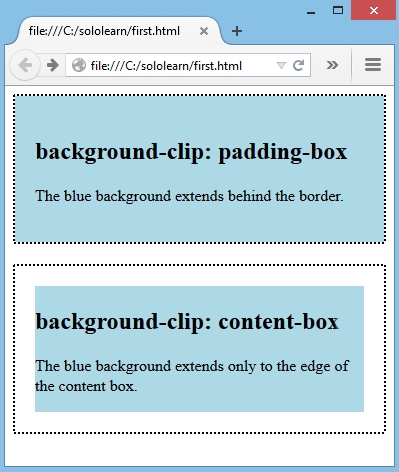 file:///C:/sololearn/first.html
file:///C:/sololearn/first.html
background-clip: padding-box
The blue background extends behind the border.
background-clip: content-box
The blue background extends only to the edge of
the content box.